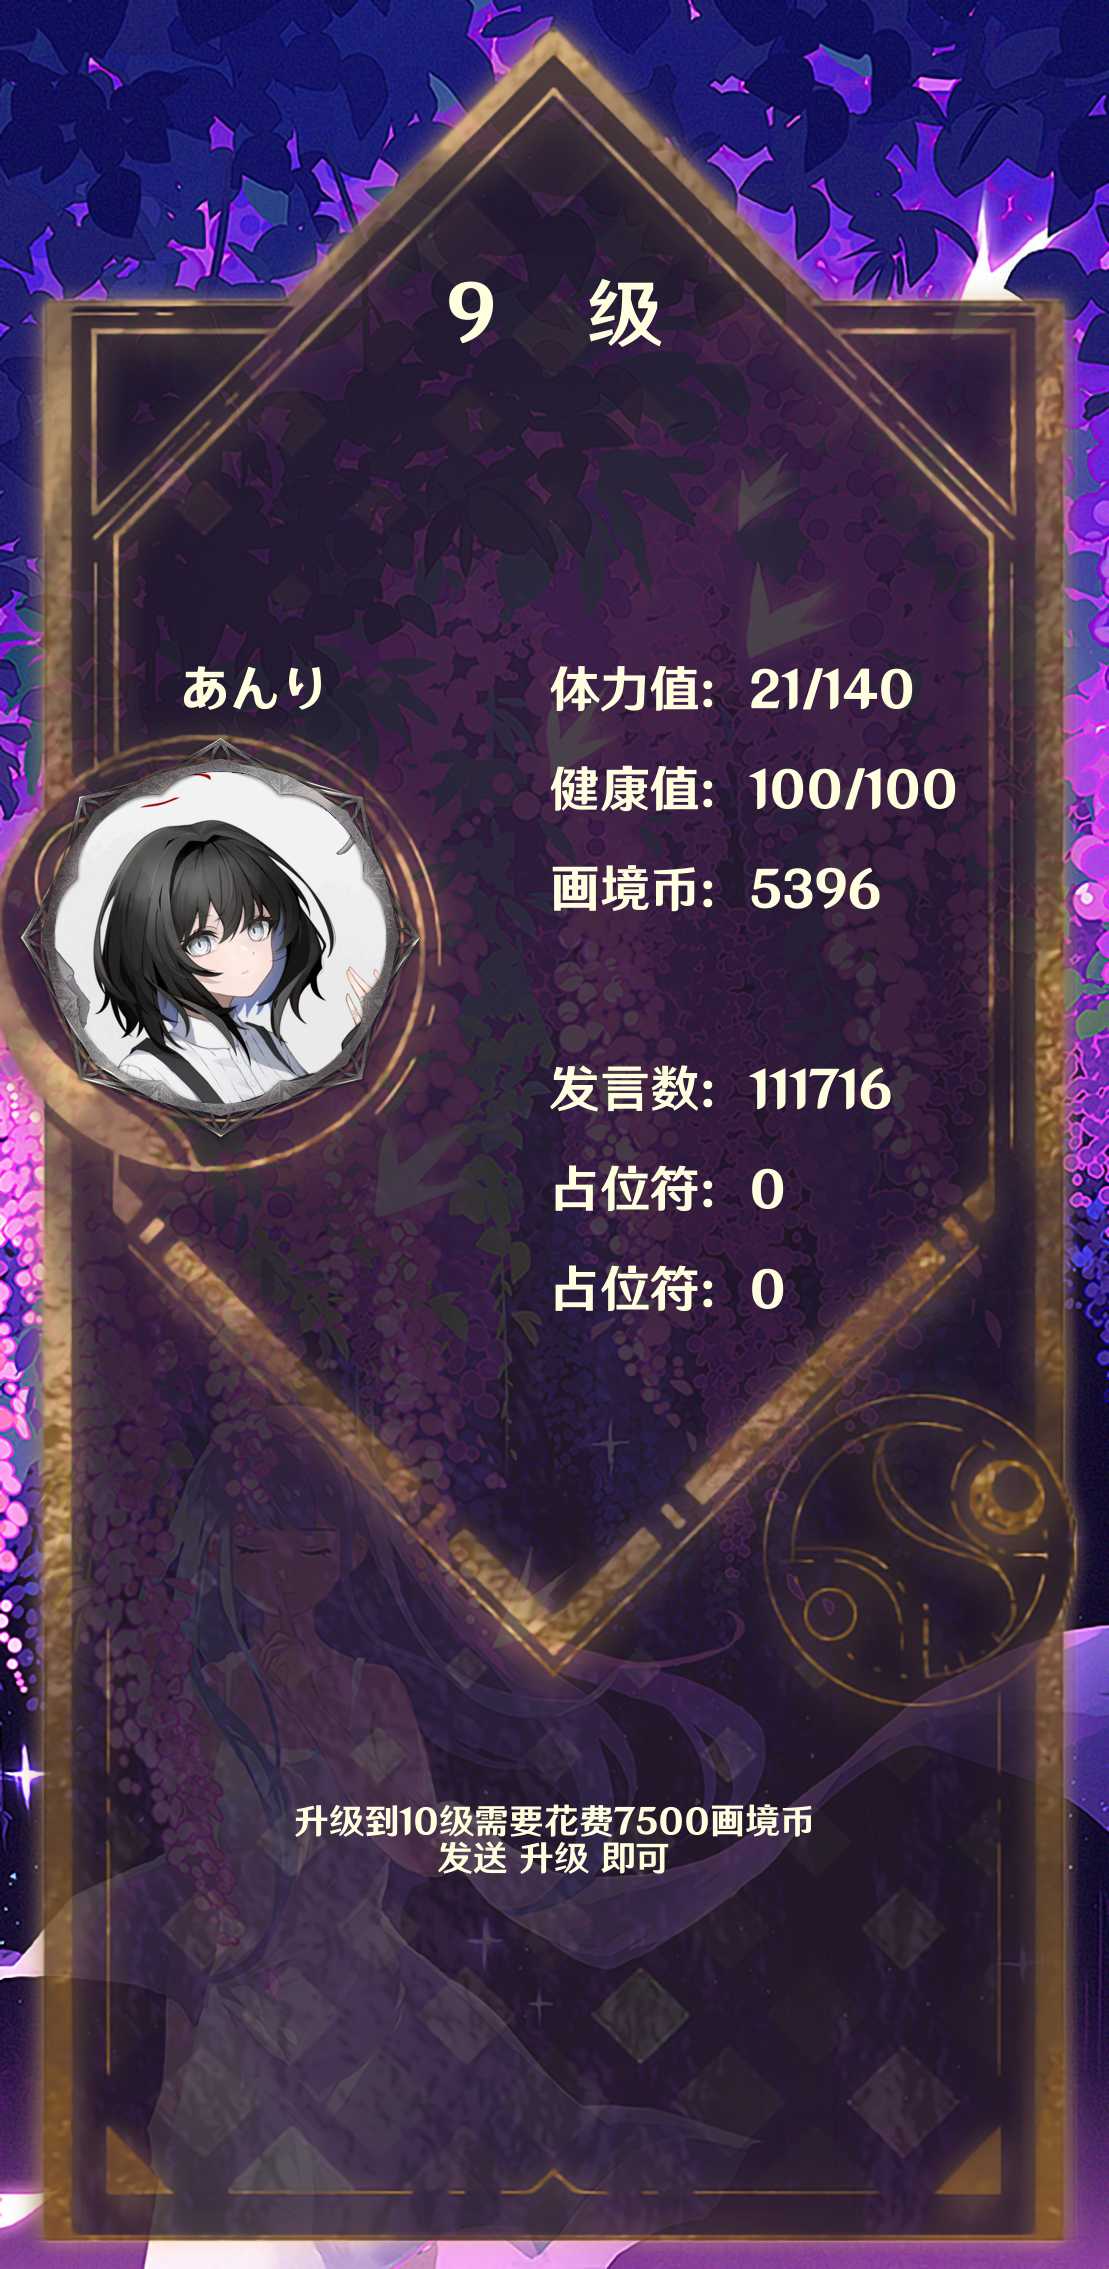 9 级
あんり
体力值: 21/140
健康值: 100/100
画境币: 5396
发言数: 111716
占位符: 0
占位符: 0
升级到10级需要花费7500画境币
发送 升级 即可